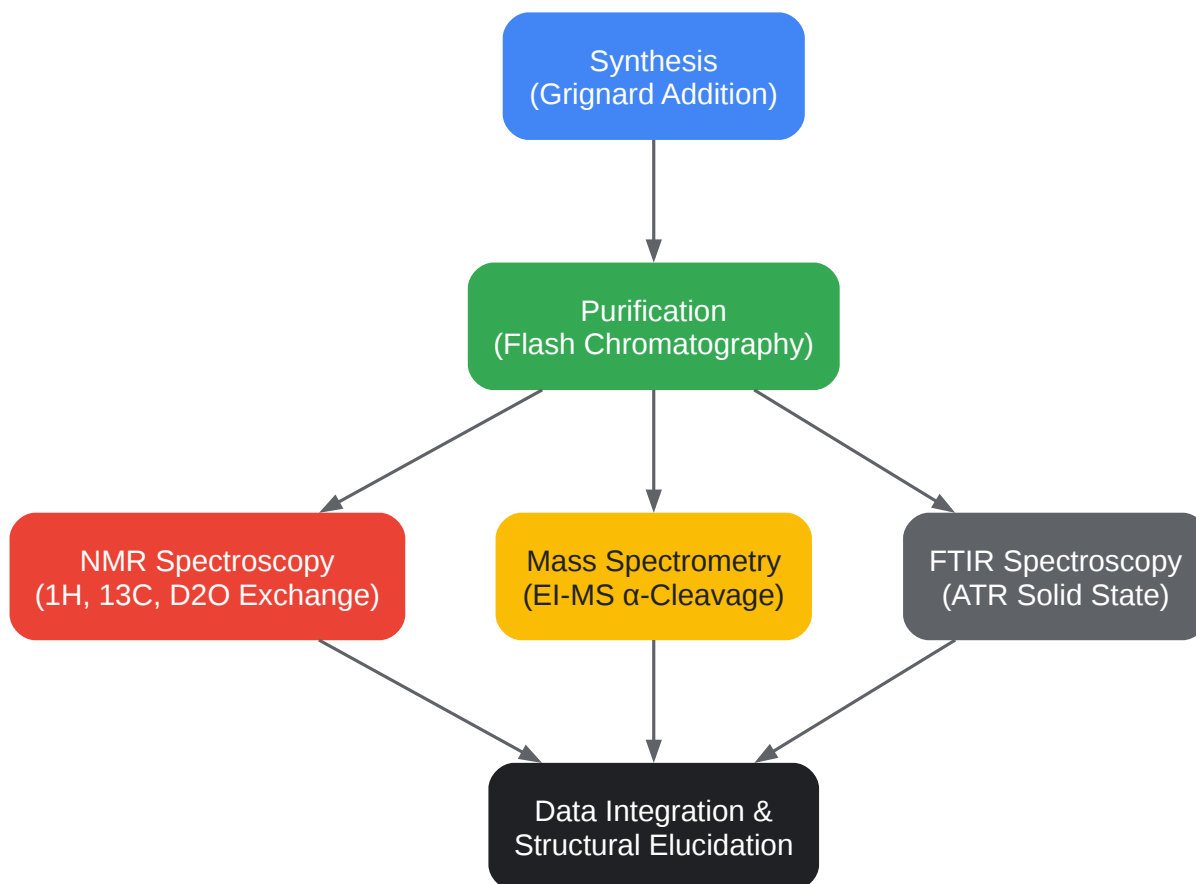 Synthesis
(Grignard Addition)
Purification
(Flash Chromatography)
NMR Spectroscopy
(1H, 13C, D2O Exchange)
Mass Spectrometry
(EI-MS α-Cleavage)
FTIR Spectroscopy
(ATR Solid State)
Data Integration &
Structural Elucidation